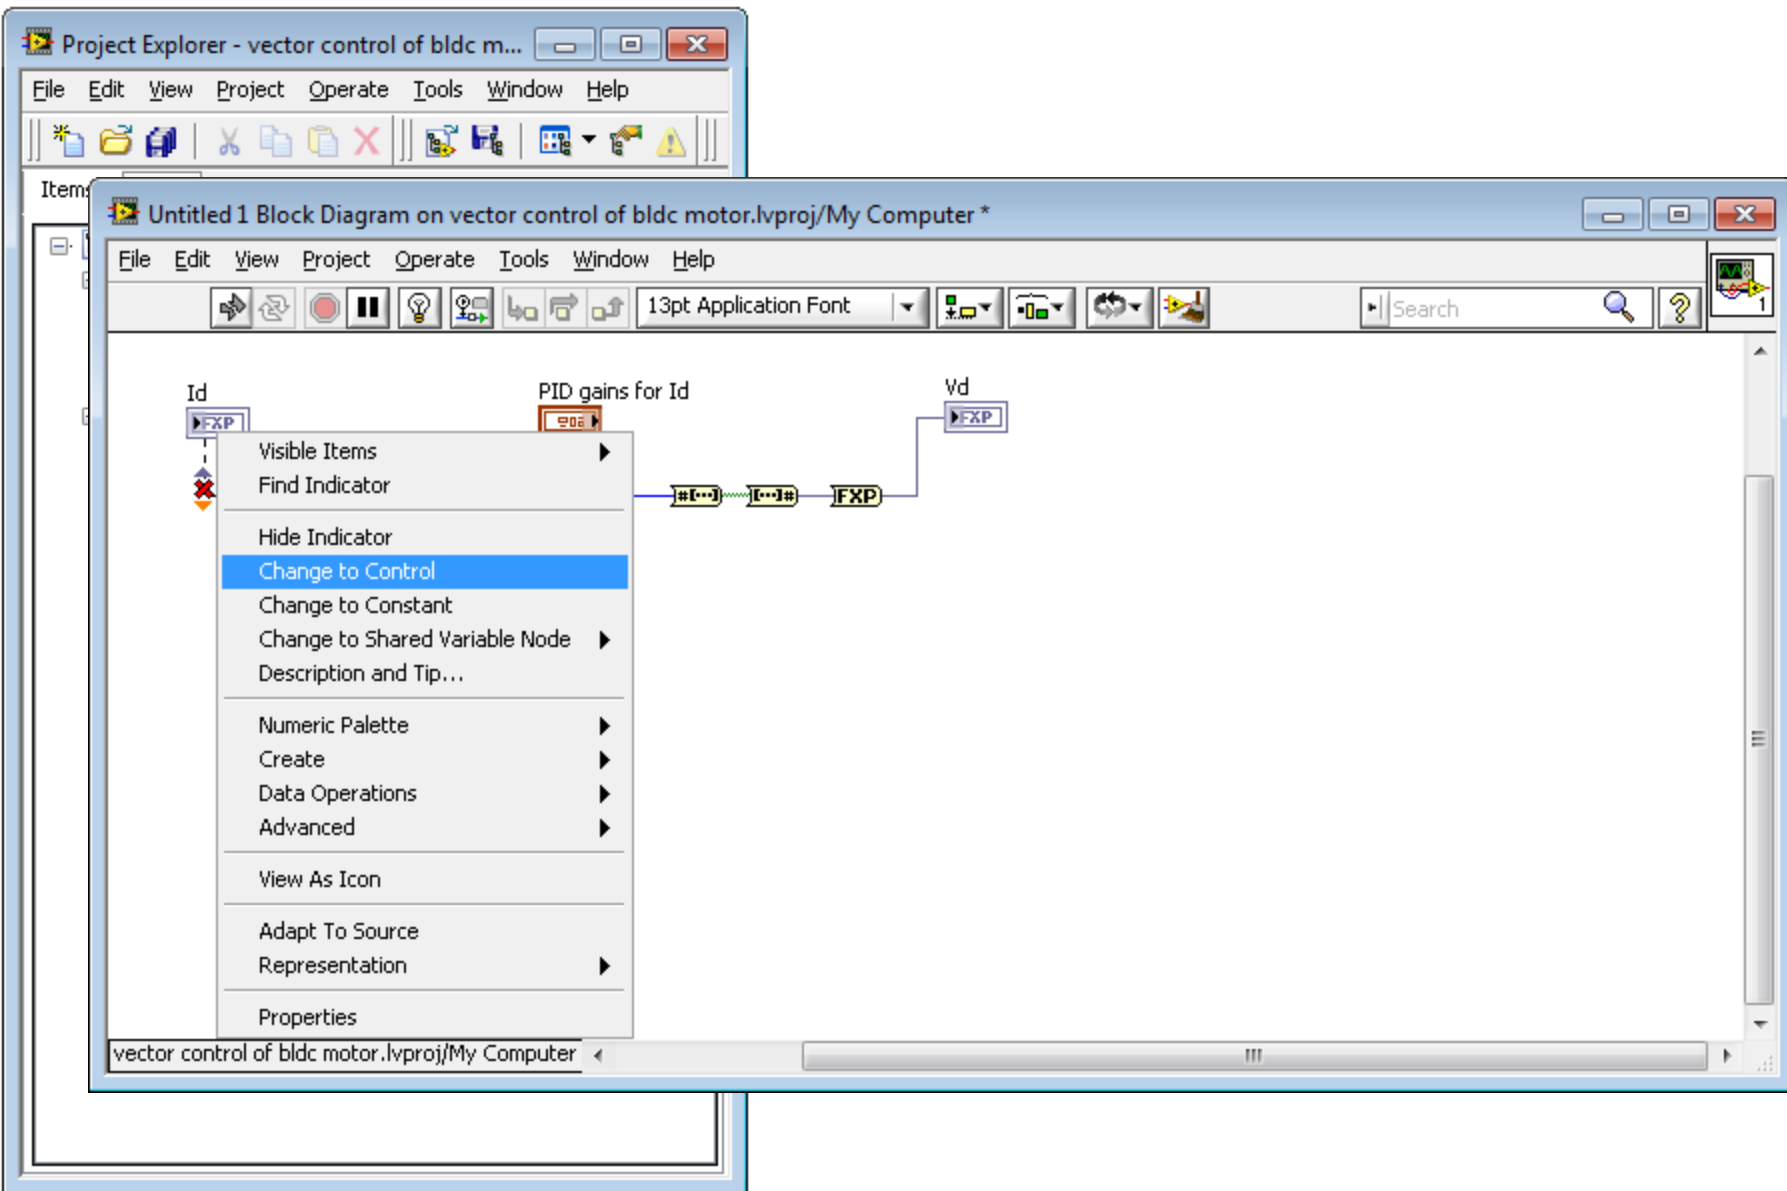 Project Explorer - vector control of bldc m...
File Edit View Project Operate Tools Window Help
Items
Untitled 1 Block Diagram on vector control of bldc motor.lvproj/My Computer *
File Edit View Project Operate Tools Window Help
13pt Application Font
Search
1
Id
PID gains for Id
Vd
FXP
FXP
#[...]
[...]#
FXP
Visible Items
Find Indicator
Hide Indicator
Change to Control
Change to Constant
Change to Shared Variable Node
Description and Tip...
Numeric Palette
Create
Data Operations
Advanced
View As Icon
Adapt To Source
Representation
Properties
vector control of bldc motor.lvproj/My Computer